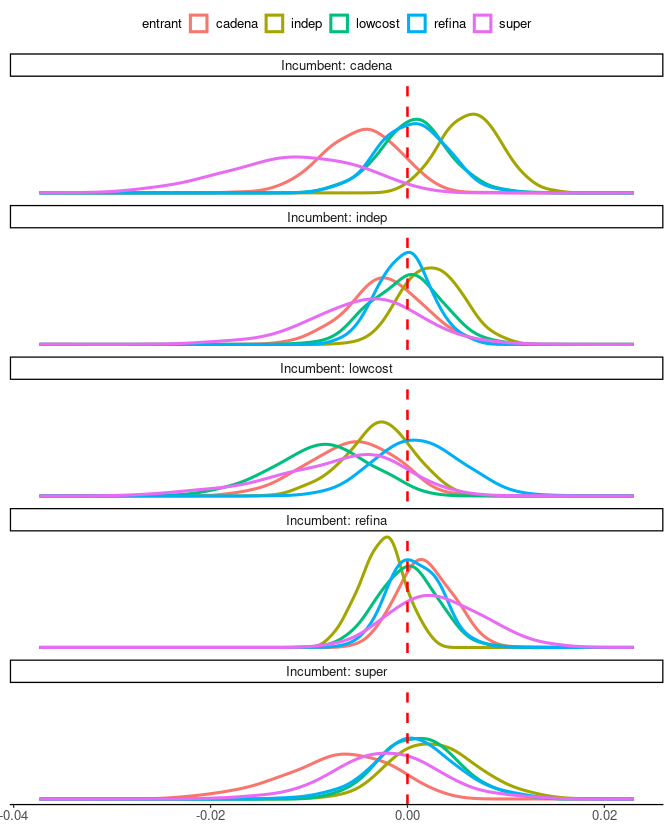 entrant cadena indep lowcost refina super
Incumbent: cadena
Incumbent: indep
Incumbent: lowcost
Incumbent: refina
Incumbent: super
-0.04 -0.02 0.00 0.02